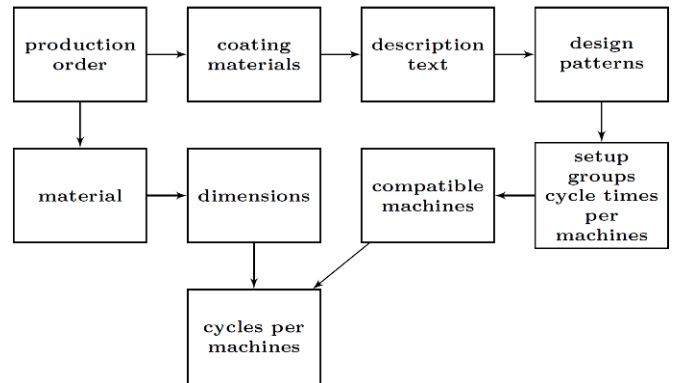 production
order
coating
materials
description
text
design
patterns
material
dimensions
compatible
machines
setup
groups
cycle times
per
machines
cycles per
machines